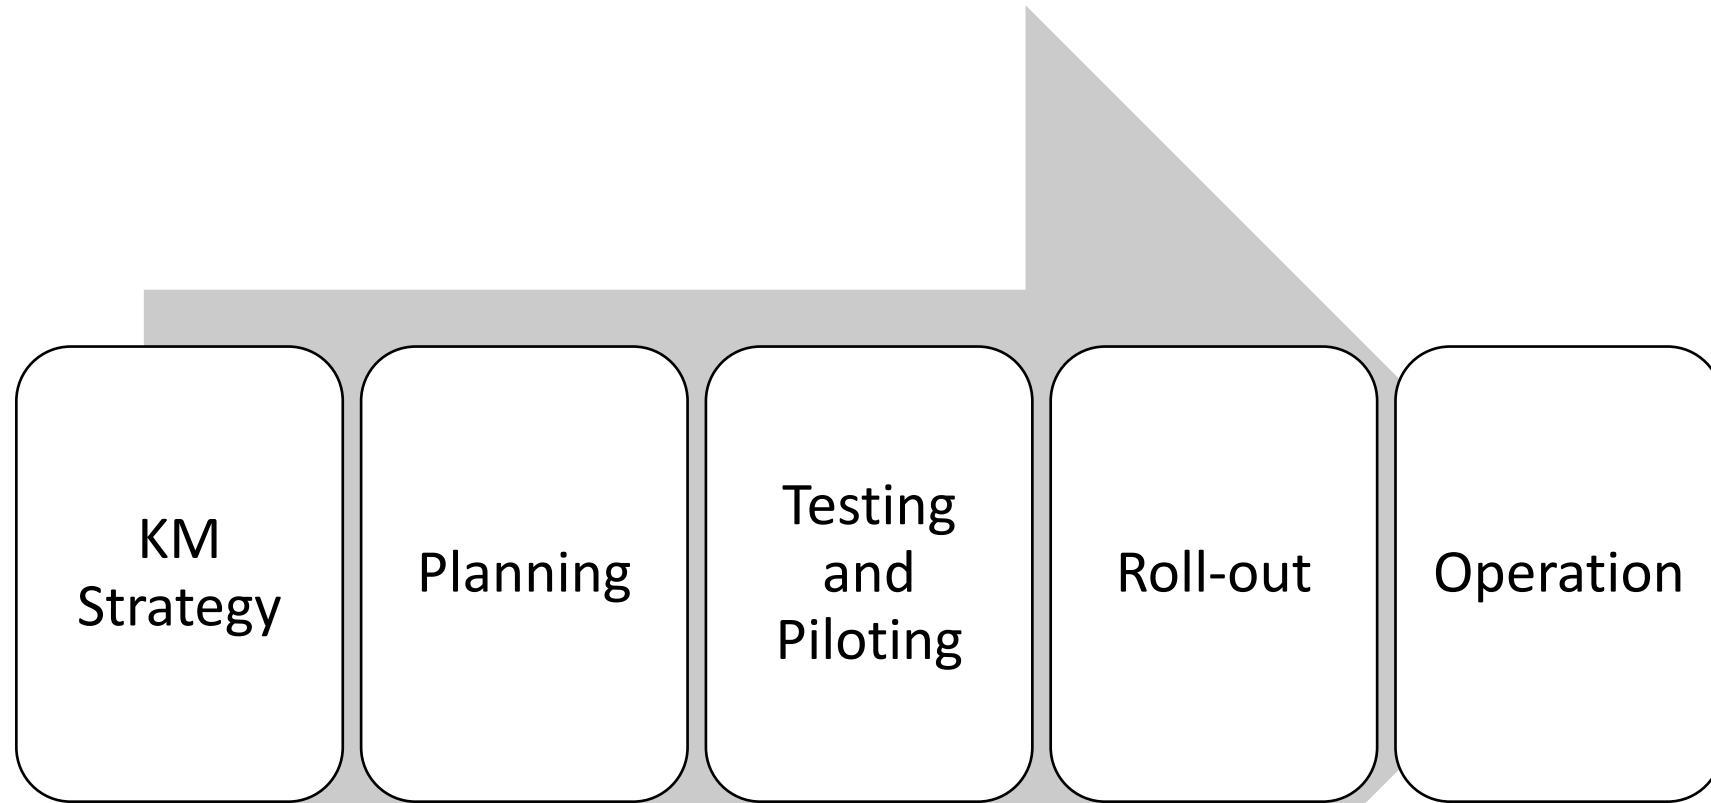 KM
Strategy
Planning
Testing
and
Piloting
Roll-out
Operation